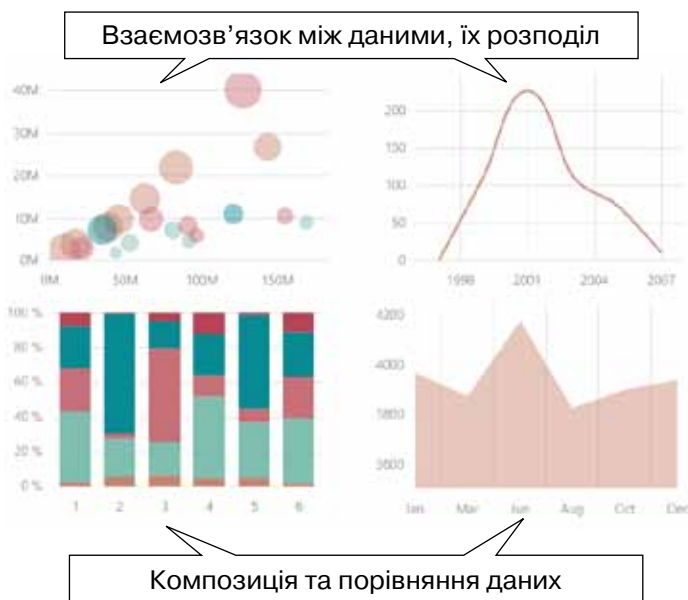 Взаємозв’язок між даними, їх розподіл
40M
30M
20M
10M
0M
0M 50M 100M 150M
200
150
100
50
0
1998 2001 2004 2007
100 %
80 %
60 %
40 %
20 %
0 %
1 2 3 4 5 6
4200
4000
3800
3600
Jan Mar Jun Aug Oct Dec
Композиція та порівняння даних